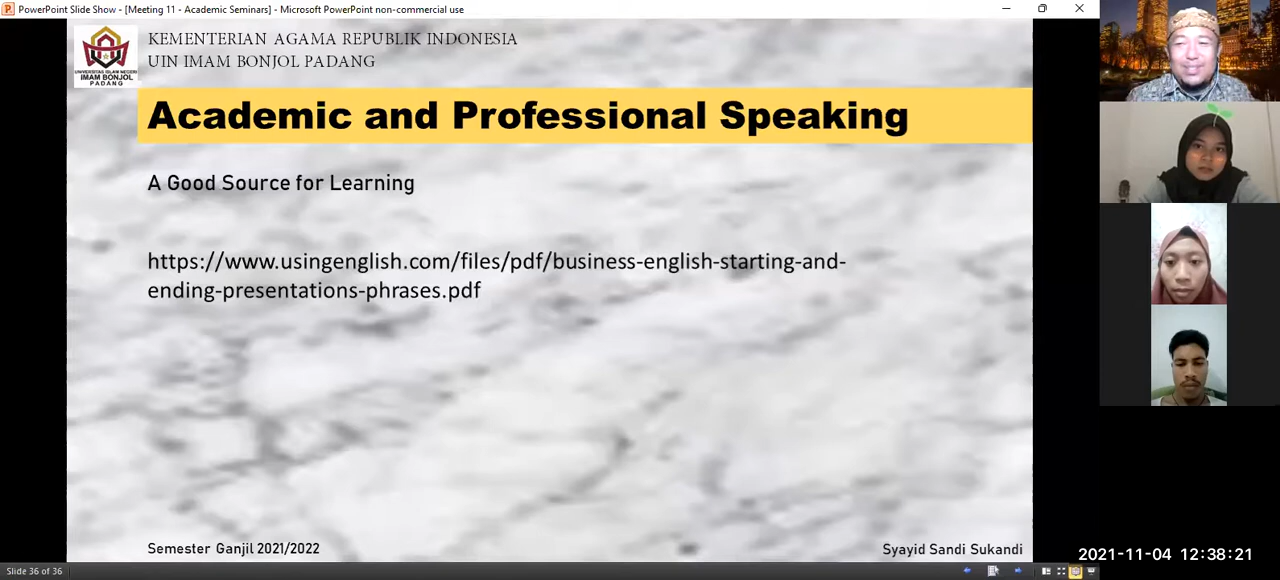 PowerPoint Slide Show - [Meeting 11 - Academic Seminars] - Microsoft PowerPoint non-commercial use
KEMENTERIAN AGAMA REPUBLIK INDONESIA
UIN IMAM BONJOL PADANG
UNIVERSITAS ISLAM NEGERI
IMAM BONJOL
PADANG
Academic and Professional Speaking
A Good Source for Learning
https://www.usingenglish.com/files/pdf/business-english-starting-and-
ending-presentations-phrases.pdf
Semester Ganjil 2021/2022
Syayid Sandi Sukandi
2021-11-04 12:38:21
Slide 36 of 36